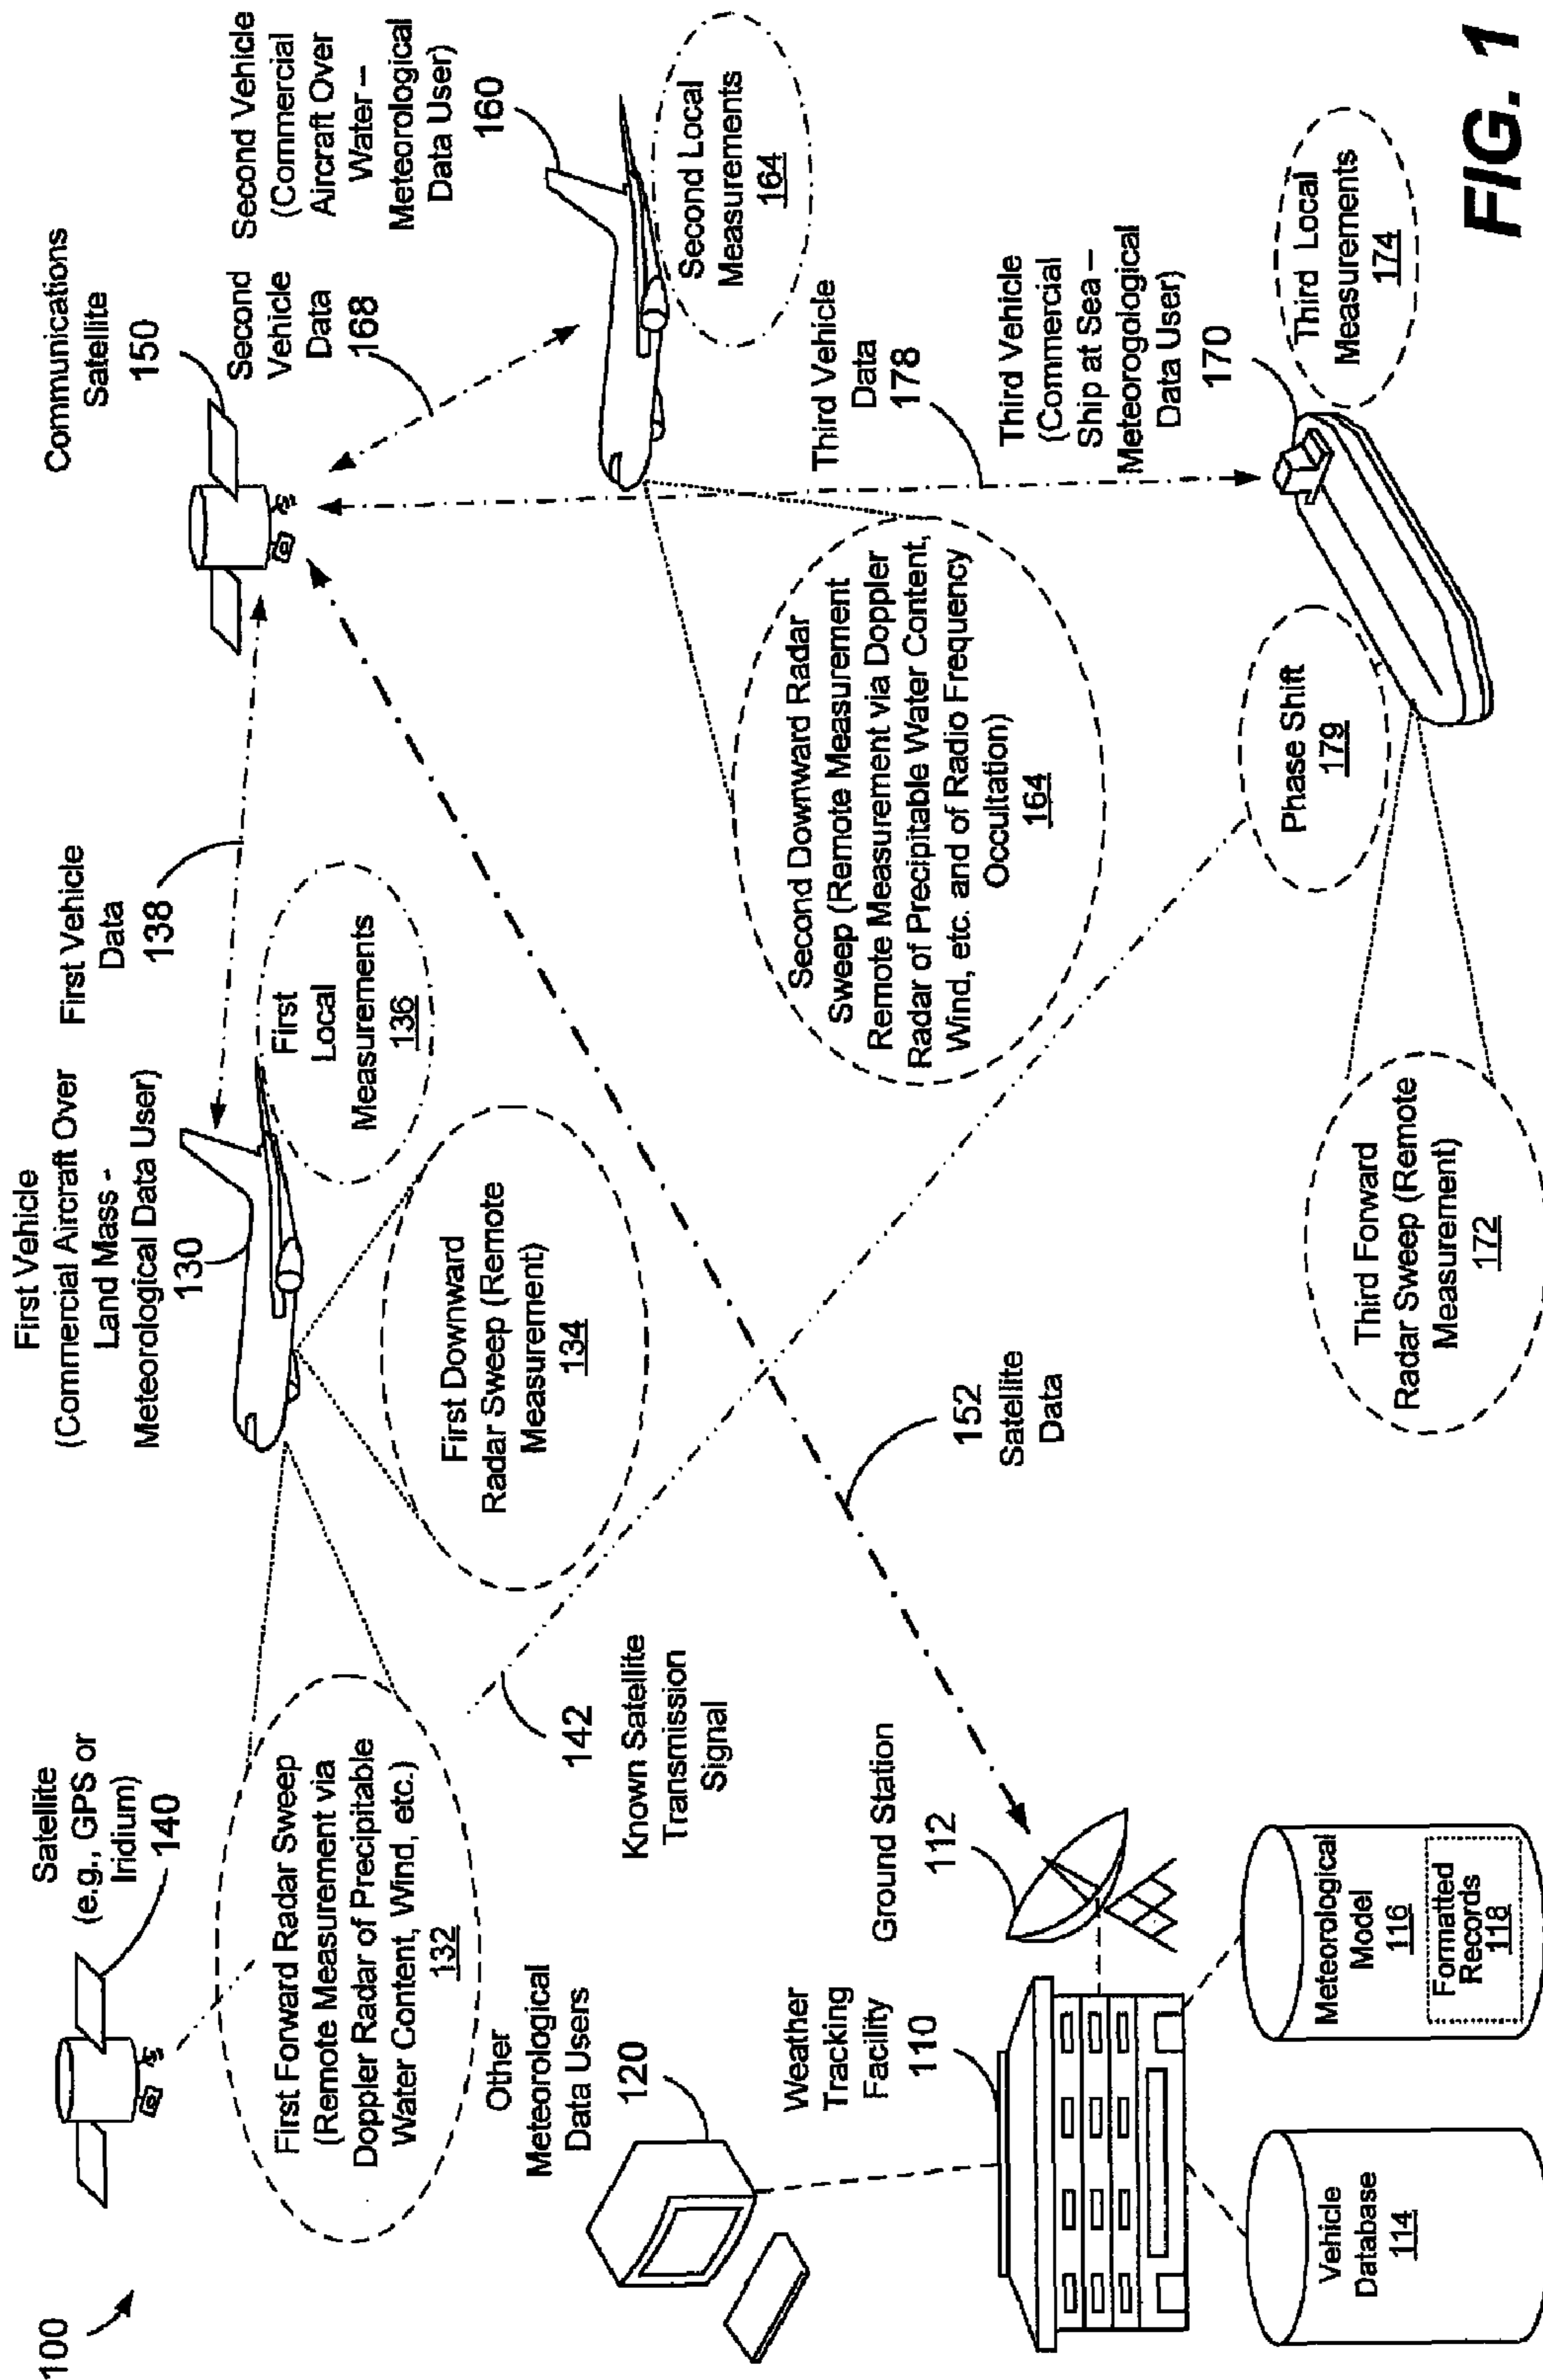 100
Satellite
(e.g., GPS or
Iridium)
140
First Forward Radar Sweep
(Remote Measurement via
Doppler Radar of Precipitable
Water Content, Wind, etc.)
132
First Vehicle
(Commercial Aircraft Over
Land Mass -
Meteorological Data User)
130
First Vehicle
Data
138
First
Local
Measurements
136
First Downward
Radar Sweep (Remote
Measurement)
134
Communications
Satellite
150
Second
Vehicle
Data
168
Second Vehicle
(Commercial
Aircraft Over
Water –
Meteorological
Data User)
160
Second Local
Measurements
164
Other
Meteorological
Data Users
120
142
Known Satellite
Transmission
Signal
152
Satellite
Data
Second Downward Radar
Sweep (Remote Measurement
Remote Measurement via Doppler
Radar of Precipitable Water Content,
Wind, etc. and of Radio Frequency
Occultation)
164
Third Vehicle
Data
178
Third Vehicle
(Commercial
Ship at Sea –
Meteorogological
Data User)
170
Weather
Tracking
Facility
110
Ground Station
112
Vehicle
Database
114
Meteorological
Model
116
Formatted
Records
118
Third Forward
Radar Sweep (Remote
Measurement)
172
Phase Shift
179
Third Local
Measurements
174
FIG. 1